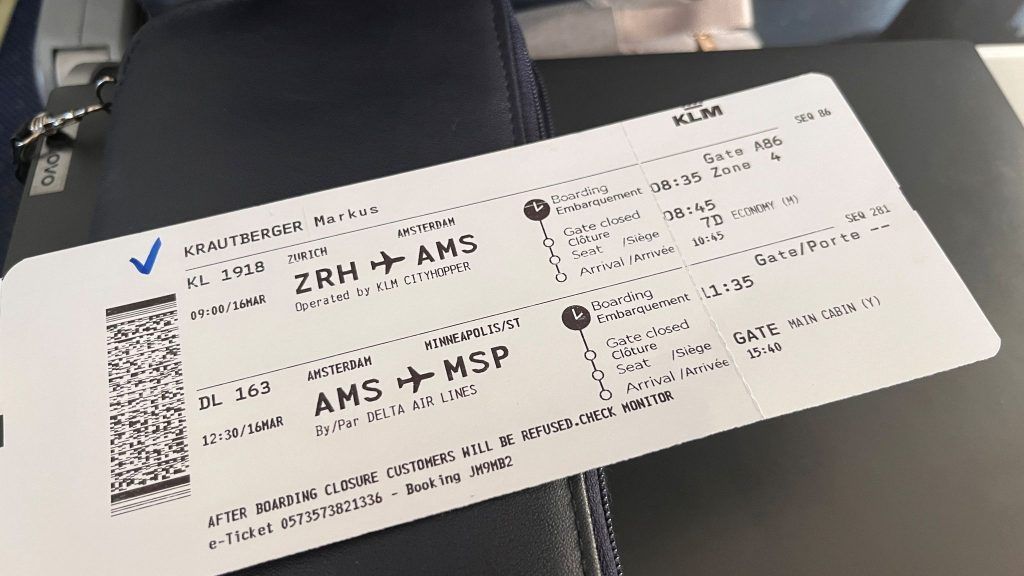 KLM
SEQ 86
KRAUTBERGER Markus
KL 1918
09:00/16MAR
ZURICH AMSTERDAM
ZRH AMS
Operated by KLM CITYHOPPER
Boarding
Embarquement
Gate closed
Clôture
Seat /Siège
Arrival /Arrivée
Gate A86
08:35 Zone 4
08:45
7D ECONOMY (M)
10:45
SEQ 281
DL 163
12:30/16MAR
AMSTERDAM MINNEAPOLIS/ST
AMS MSP
By/Par DELTA AIR LINES
Boarding
Embarquement
Gate closed
Clôture
Seat /Siège
Arrival /Arrivée
Gate/Porte --
11:35
GATE MAIN CABIN (Y)
15:40
AFTER BOARDING CLOSURE CUSTOMERS WILL BE REFUSED.CHECK MONITOR
e-Ticket 0573573821336 - Booking JM9MB2